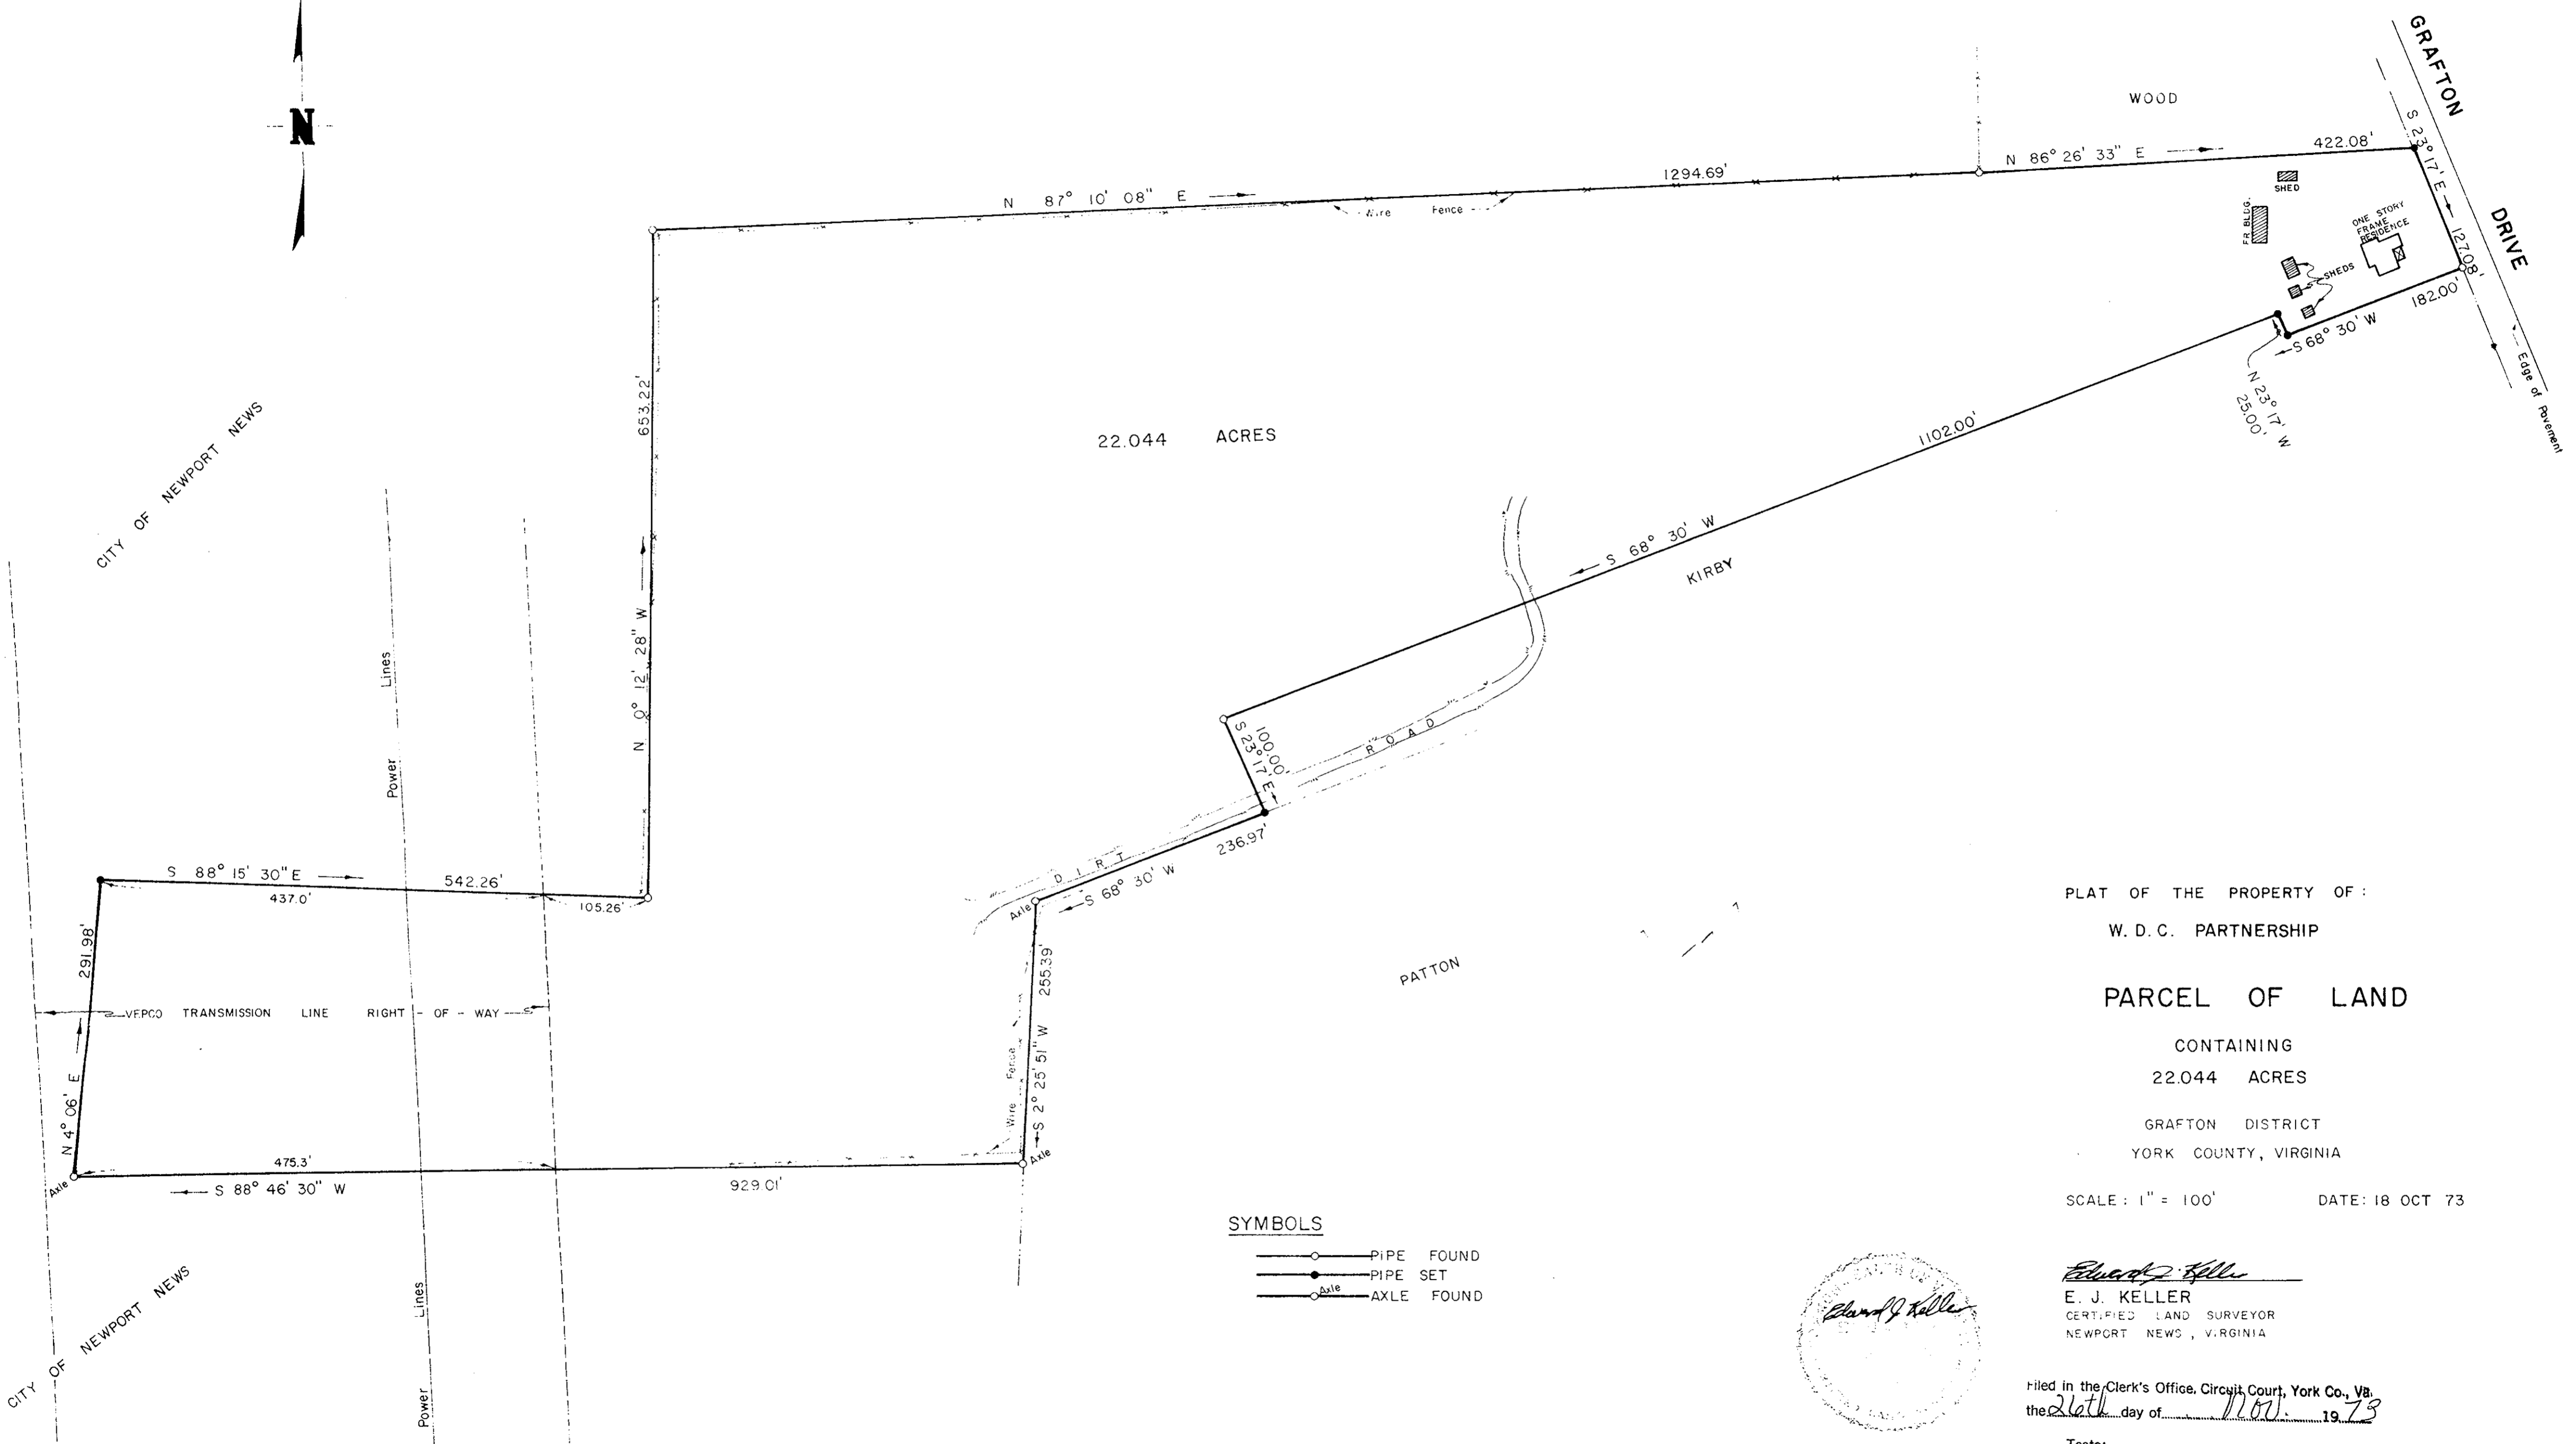 N
GRAFTON
DRIVE
WOOD
S 23° 17' E
127.08'
N 86° 26' 33" E
422.08'
1294.69'
N 87° 10' 08" E
Wire Fence
SHED
FR. BLDG.
ONE STORY
FRAME
RESIDENCE
SHEDS
182.00'
S 68° 30' W
N 23° 17' W
25.00'
Edge of Pavement
653.22'
N 0° 12' 28" W
22.044 ACRES
1102.00'
S 68° 30' W
KIRBY
CITY OF NEWPORT NEWS
Power Lines
100.00'
S 23° 17' E
DIRT ROAD
236.97'
S 68° 30' W
Axle
S 88° 15' 30" E
542.26'
437.0'
105.26'
291.98'
N 4° 06' E
VEPCO TRANSMISSION LINE RIGHT - OF - WAY
255.39'
S 2° 25' 51" W
Wire Fence
Axle
PATTON
475.3'
Axle
S 88° 46' 30" W
929.01'
CITY OF NEWPORT NEWS
Power Lines
SYMBOLS
PIPE FOUND
PIPE SET
Axle
AXLE FOUND
PLAT OF THE PROPERTY OF :
W. D. C. PARTNERSHIP
PARCEL OF LAND
CONTAINING
22.044 ACRES
GRAFTON DISTRICT
YORK COUNTY, VIRGINIA
SCALE : 1" = 100' DATE: 18 OCT 73
Edward J. Keller
Edward J. Keller
E. J. KELLER
CERTIFIED LAND SURVEYOR
NEWPORT NEWS, VIRGINIA
Filed in the Clerk's Office, Circuit Court, York Co., Va.
the 26th day of Nov. 1973